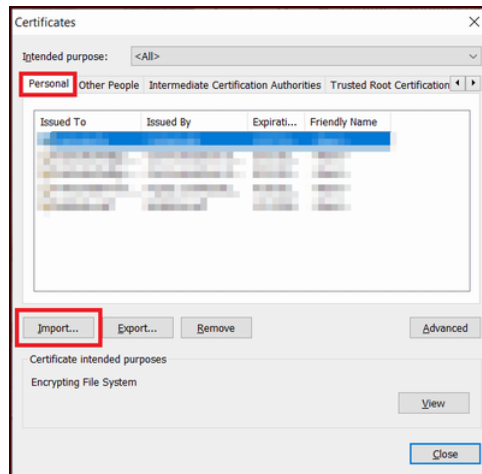 Certificates
Intended purpose: <All>
Personal Other People Intermediate Certification Authorities Trusted Root Certification
Issued To Issued By Expirati... Friendly Name
Import... Export... Remove Advanced
Certificate intended purposes
Encrypting File System
View
Close